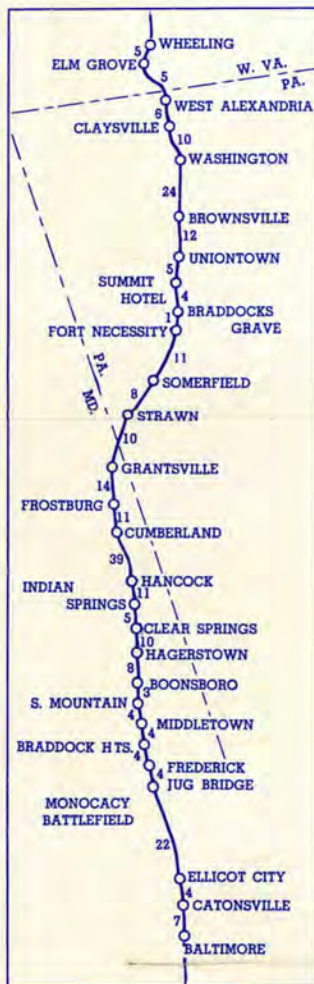 WHEELING
5
ELM GROVE
5
W. VA.
PA.
WEST ALEXANDRIA
6
CLAYSVILLE
10
WASHINGTON
24
BROWNSVILLE
12
UNIONTOWN
5
SUMMIT
HOTEL
4
BRADDOCKS
GRAVE
1
FORT NECESSITY
11
SOMERFIELD
8
PA.
MD.
STRAWN
10
GRANTSVILLE
14
FROSTBURG
11
CUMBERLAND
39
HANCOCK
11
INDIAN
SPRINGS
5
CLEAR SPRINGS
10
HAGERSTOWN
8
BOONSBORO
3
S. MOUNTAIN
4
MIDDLETOWN
4
BRADDOCK HTS.
4
FREDERICK
4
JUG BRIDGE
MONOCACY
BATTLEFIELD
22
ELLICOT CITY
4
CATONSVILLE
7
BALTIMORE